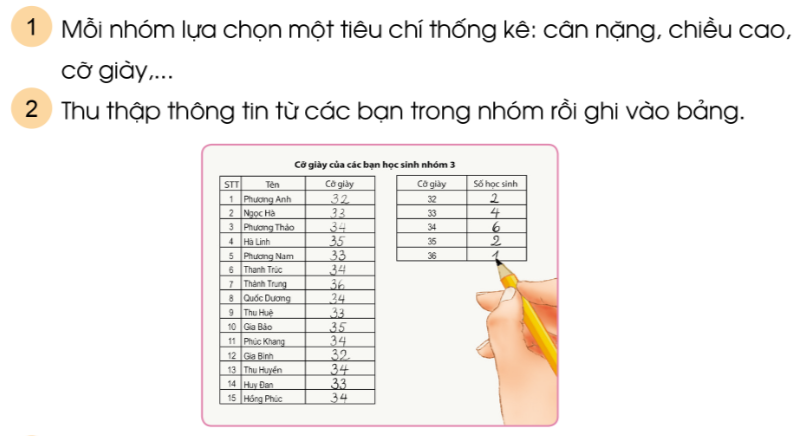 1 Mỗi nhóm lựa chọn một tiêu chí thống kê: cân nặng, chiều cao,
cỡ giày,...
2 Thu thập thông tin từ các bạn trong nhóm rồi ghi vào bảng.
Cỡ giày của các bạn học sinh nhóm 3
STT Tên Cỡ giày
1 Phương Anh 32
2 Ngọc Hà 33
3 Phương Thảo 34
4 Hà Linh 35
5 Phương Nam 33
6 Thanh Trúc 34
7 Thành Trung 36
8 Quốc Dương 34
9 Thu Huệ 33
10 Gia Bảo 35
11 Phúc Khang 34
12 Gia Bình 32
13 Thu Huyền 34
14 Huy Đan 33
15 Hồng Phúc 34
Cỡ giày Số học sinh
32 2
33 4
34 6
35 2
36 1